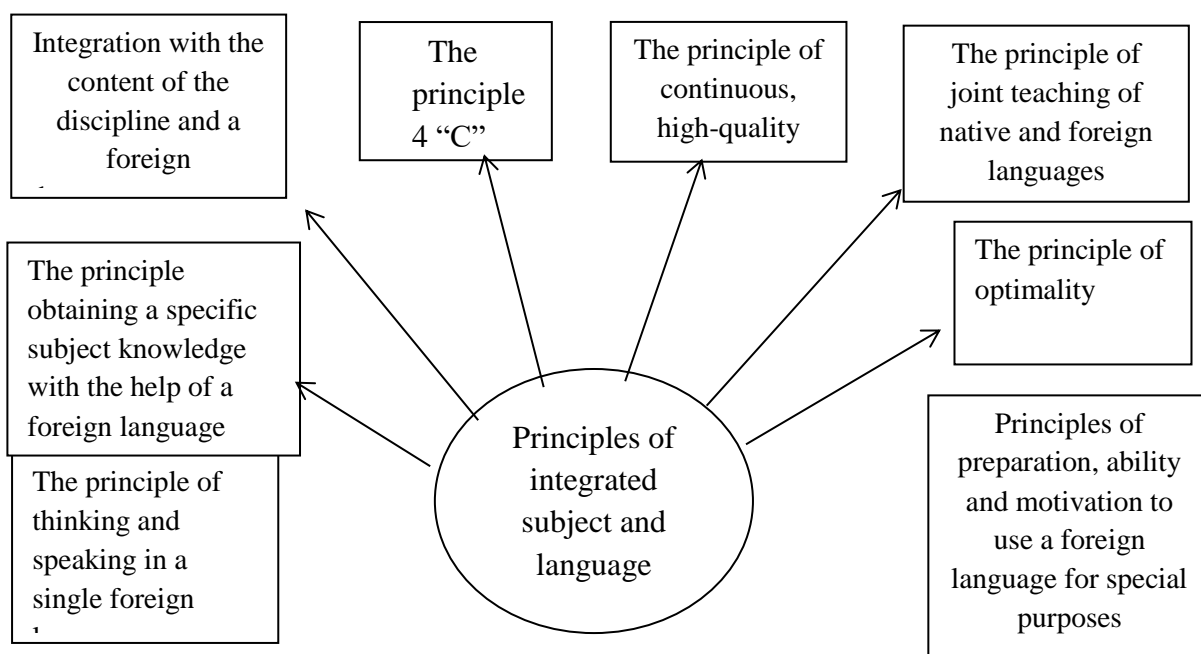 Integration with the
content of the
discipline and a
foreign
The
principle
4 “C”
The principle of
continuous,
high-quality
The principle of
joint teaching of
native and foreign
languages
The principle
obtaining a specific
subject knowledge
with the help of a
foreign language
The principle of
optimality
The principle of
thinking and
speaking in a
single foreign
Principles of
integrated
subject and
language
Principles of
preparation, ability
and motivation to
use a foreign
language for special
purposes